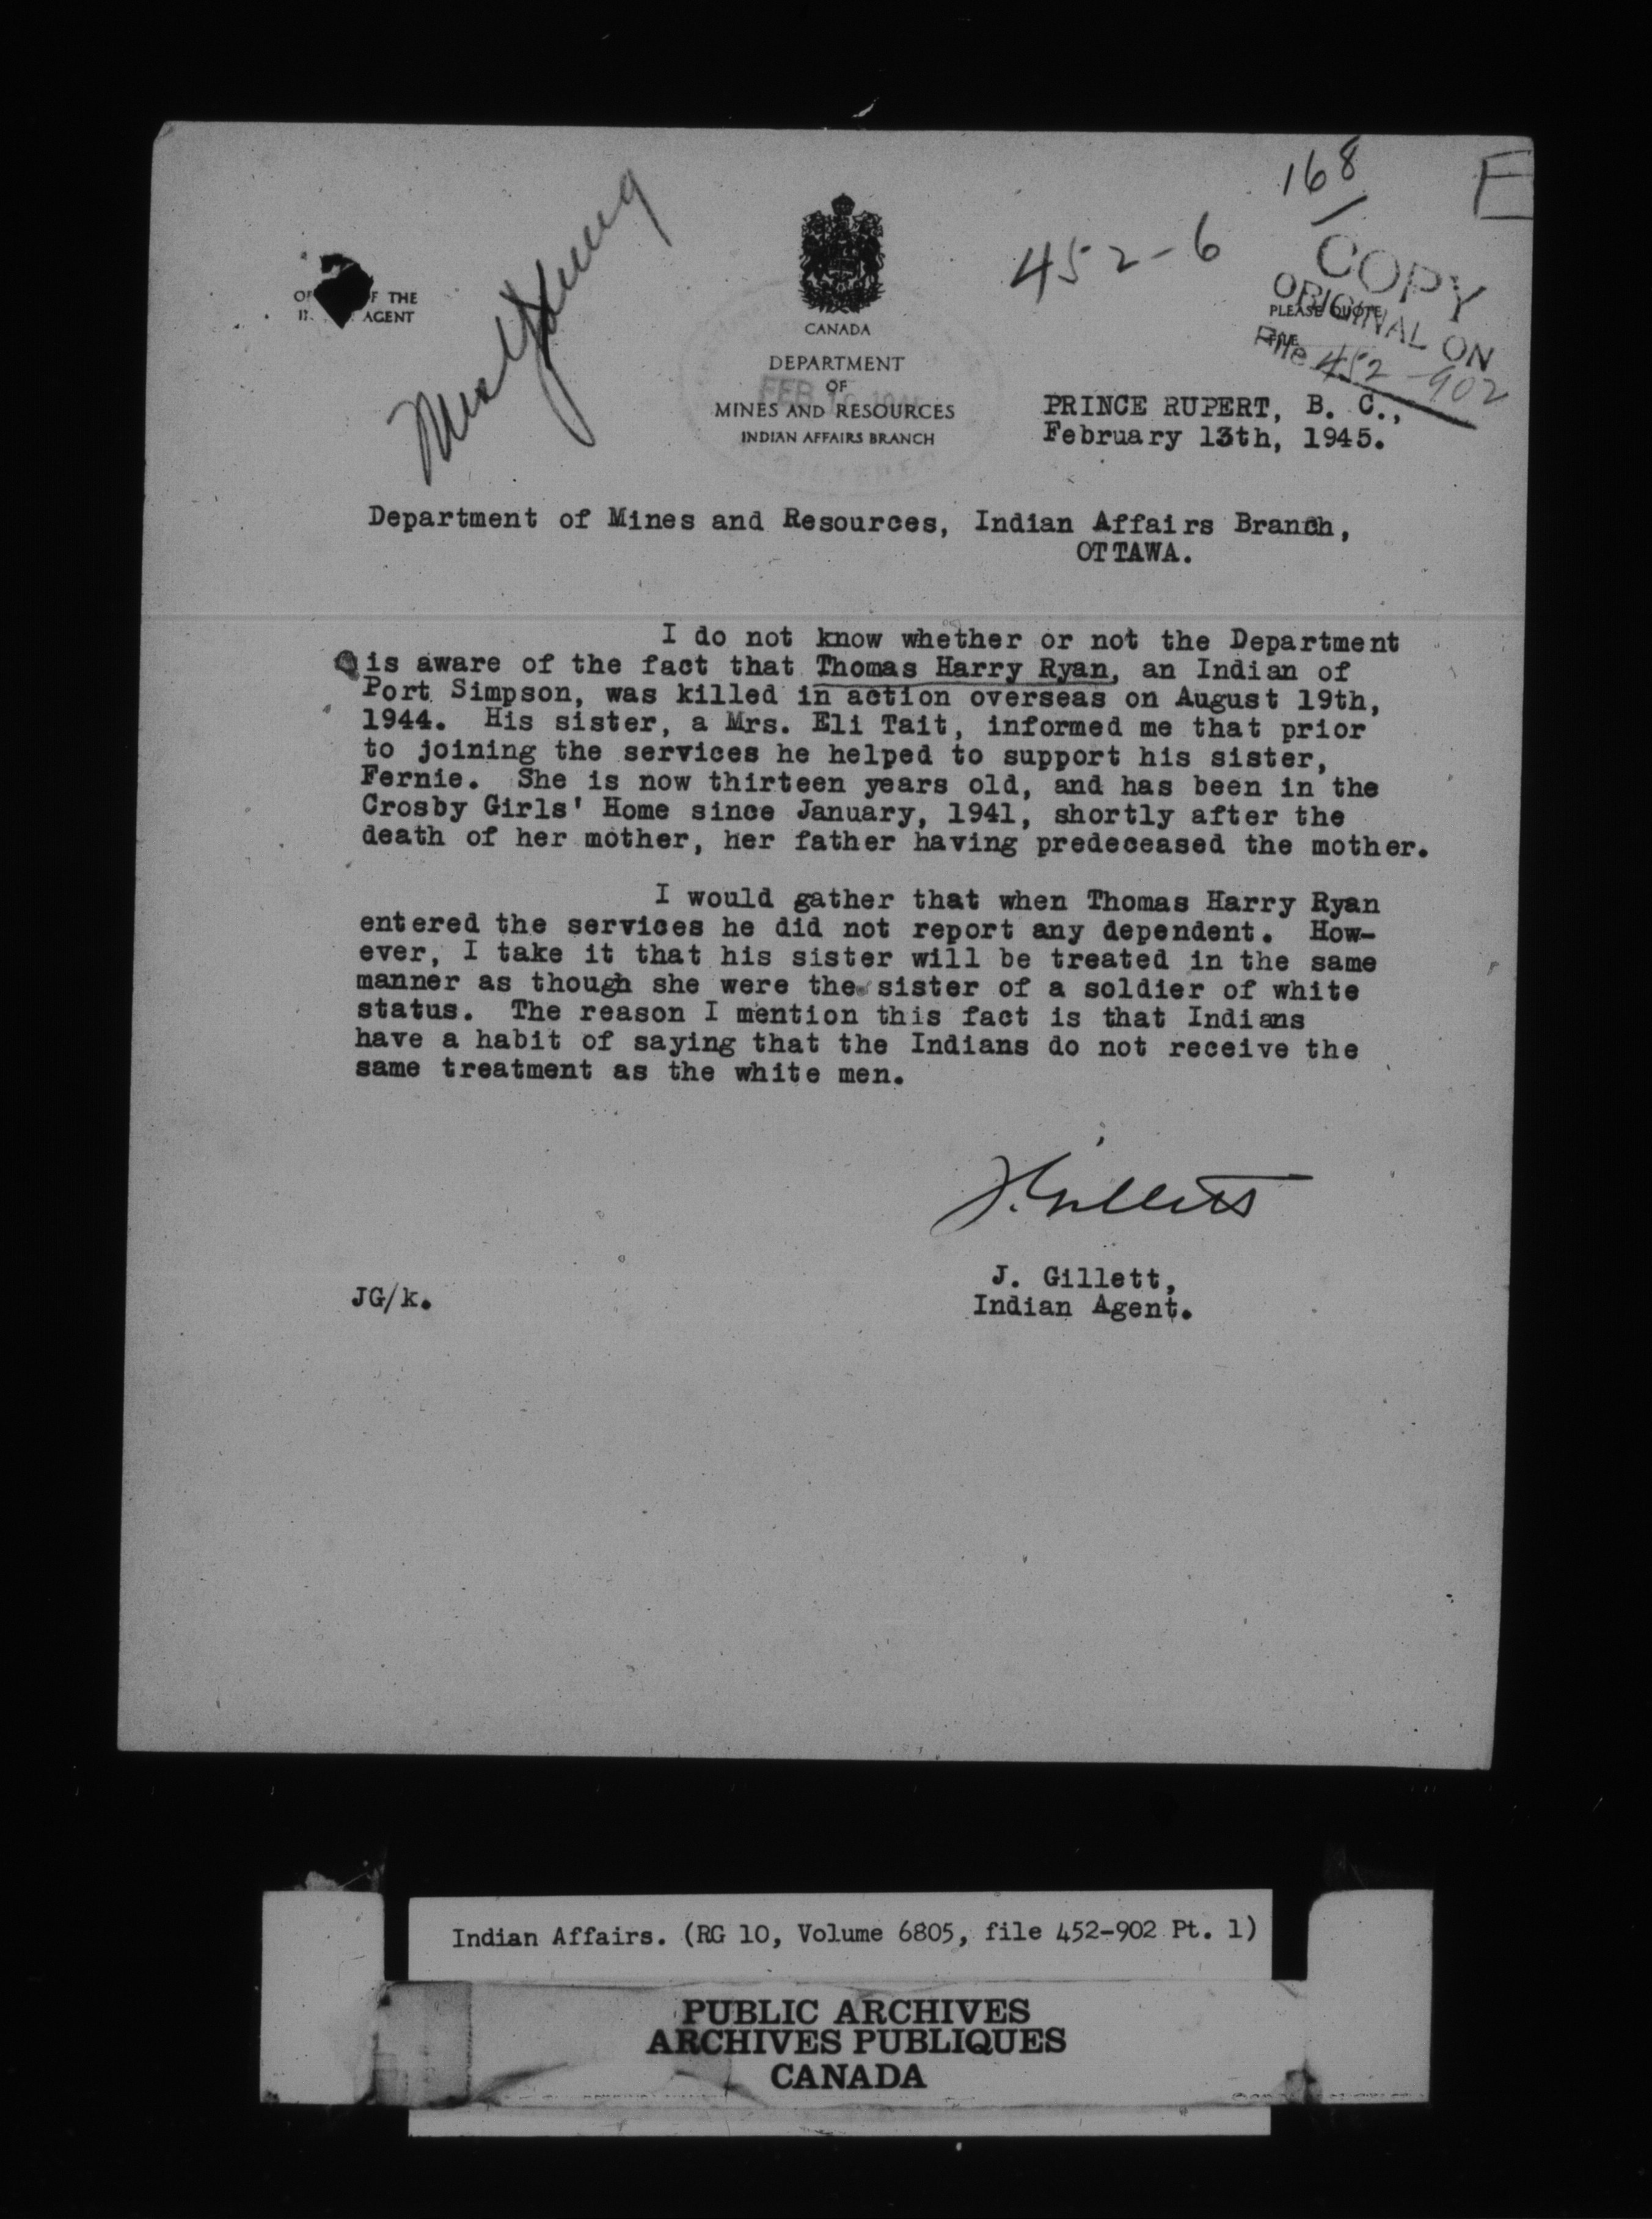 168
E
452-6
COPY
ORIGINAL ON
File 452-902
OF THE
AGENT
PLEASE QUOTE
FILE
CANADA
DEPARTMENT
OF
MINES AND RESOURCES
INDIAN AFFAIRS BRANCH
FEB
PRINCE RUPERT, B. C.,
February 13th, 1945.
Department of Mines and Resources, Indian Affairs Branch,
OTTAWA.
I do not know whether or not the Department
is aware of the fact that Thomas Harry Ryan, an Indian of
Port Simpson, was killed in action overseas on August 19th,
1944. His sister, a Mrs. Eli Tait, informed me that prior
to joining the services he helped to support his sister,
Fernie. She is now thirteen years old, and has been in the
Crosby Girls' Home since January, 1941, shortly after the
death of her mother, her father having predeceased the mother.
I would gather that when Thomas Harry Ryan
entered the services he did not report any dependent. How-
ever, I take it that his sister will be treated in the same
manner as though she were the sister of a soldier of white
status. The reason I mention this fact is that Indians
have a habit of saying that the Indians do not receive the
same treatment as the white men.
J. Gillett
J. Gillett,
Indian Agent.
JG/k.
Indian Affairs. (RG 10, Volume 6805, file 452-902 Pt. 1)
PUBLIC ARCHIVES
ARCHIVES PUBLIQUES
CANADA